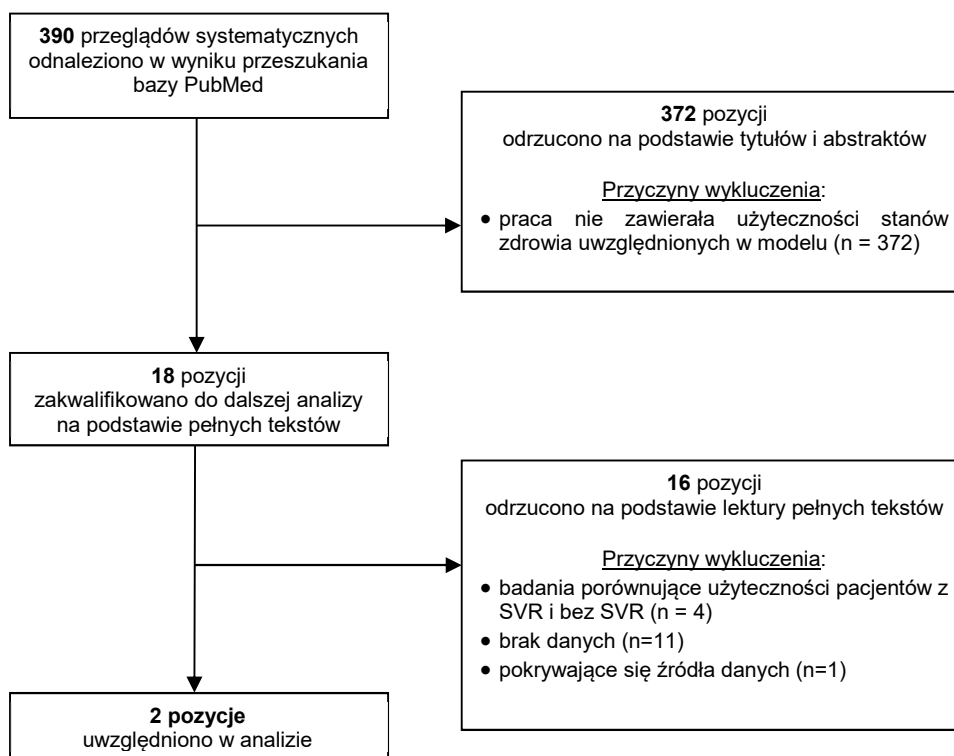 390 przeglądów systematycznych
odnaleziono w wyniku przeszukania
bazy PubMed
372 pozycji
odrzucono na podstawie tytułów i abstraktów
Przyczyny wykluczenia:
• praca nie zawierała użyteczności stanów
zdrowia uwzględnionych w modelu (n = 372)
18 pozycji
zakwalifikowano do dalszej analizy
na podstawie pełnych tekstów
16 pozycji
odrzucono na podstawie lektury pełnych tekstów
Przyczyny wykluczenia:
• badania porównujące użyteczności pacjentów z
SVR i bez SVR (n = 4)
• brak danych (n=11)
• pokrywające się źródła danych (n=1)
2 pozycje
uwzględniono w analizie